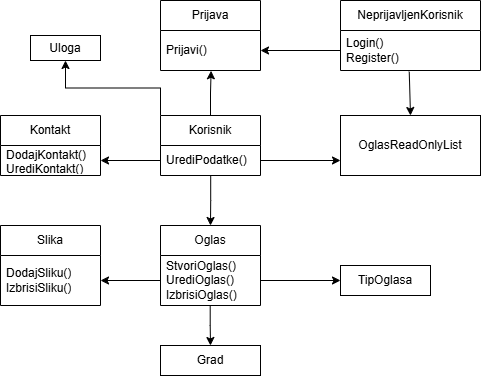 Prijava
Prijavi()
NeprijavljenKorisnik
Login()
Register()
Uloga
Kontakt
DodajKontakt()
UrediKontakt()
Korisnik
UrediPodatke()
OglasReadOnlyList
Slika
DodajSliku()
IzbrisiSliku()
Oglas
StvoriOglas()
UrediOglas()
IzbrisiOglas()
TipOglasa
Grad